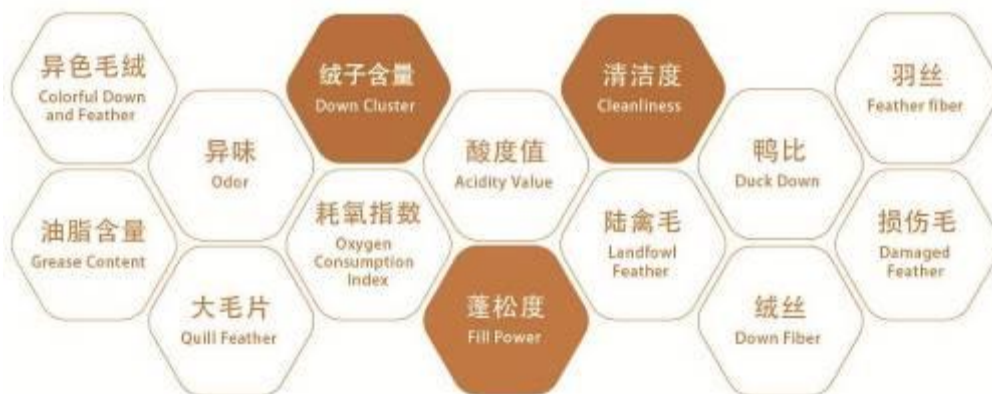 异色毛绒
Colorful Down
and Feather
绒子含量
Down Cluster
清洁度
Cleanliness
羽丝
Feather fiber
异味
Odor
酸度值
Acidity Value
鸭比
Duck Down
油脂含量
Grease Content
耗氧指数
Oxygen
Consumption
Index
陆禽毛
Landfowl
Feather
损伤毛
Damaged
Feather
大毛片
Quill Feather
蓬松度
Fill Power
绒丝
Down Fiber